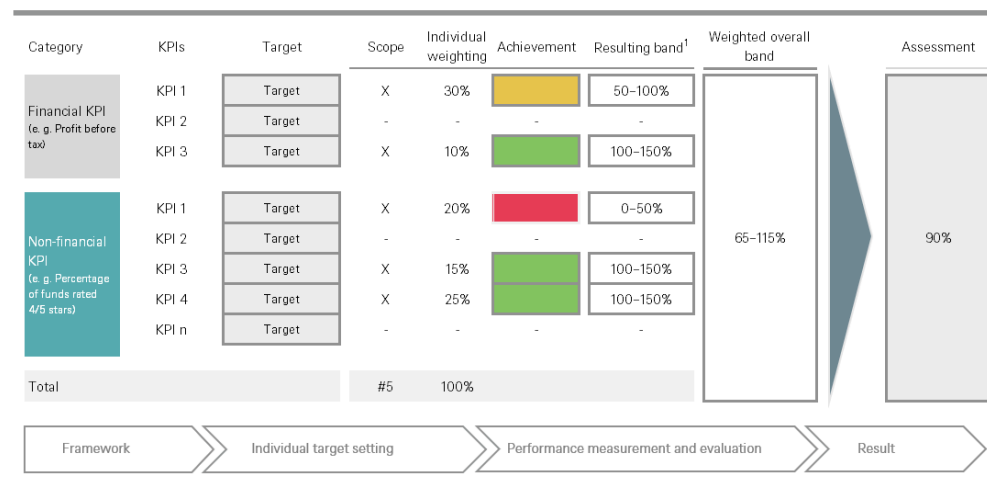 Category KPIs Target Scope Individual weighting Achievement Resulting band1 Weighted overall band Assessment
Financial KPI
(e. g. Profit before
tax)
KPI 1 Target X 30% 50–100%
KPI 2 Target - - - -
KPI 3 Target X 10% 100–150%
Non-financial
KPI
(e. g. Percentage
of funds rated
4/5 stars)
KPI 1 Target X 20% 0–50%
KPI 2 Target - - - -
KPI 3 Target X 15% 100–150%
KPI 4 Target X 25% 100–150%
KPI n Target - - - -
65–115% 90%
Total #5 100%
Framework Individual target setting Performance measurement and evaluation Result